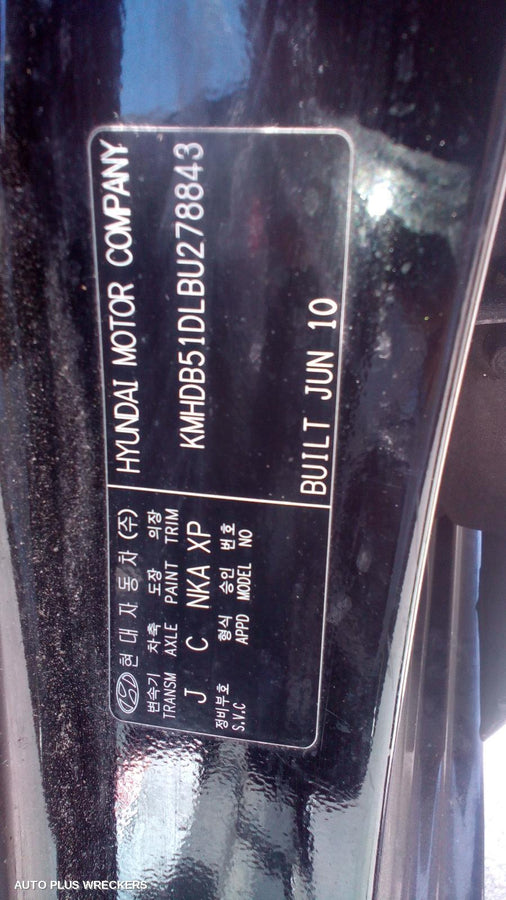 현대자동차 (주) HYUNDAI MOTOR COMPANY
변속기 차축 도장 의장
TRANSM AXLE PAINT TRIM
J C NKA XP KMHDB51DLBU278843
정비부호 형식 승인 번호
S.V.C APPD MODEL NO
BUILT JUN 10
AUTO PLUS WRECKERS